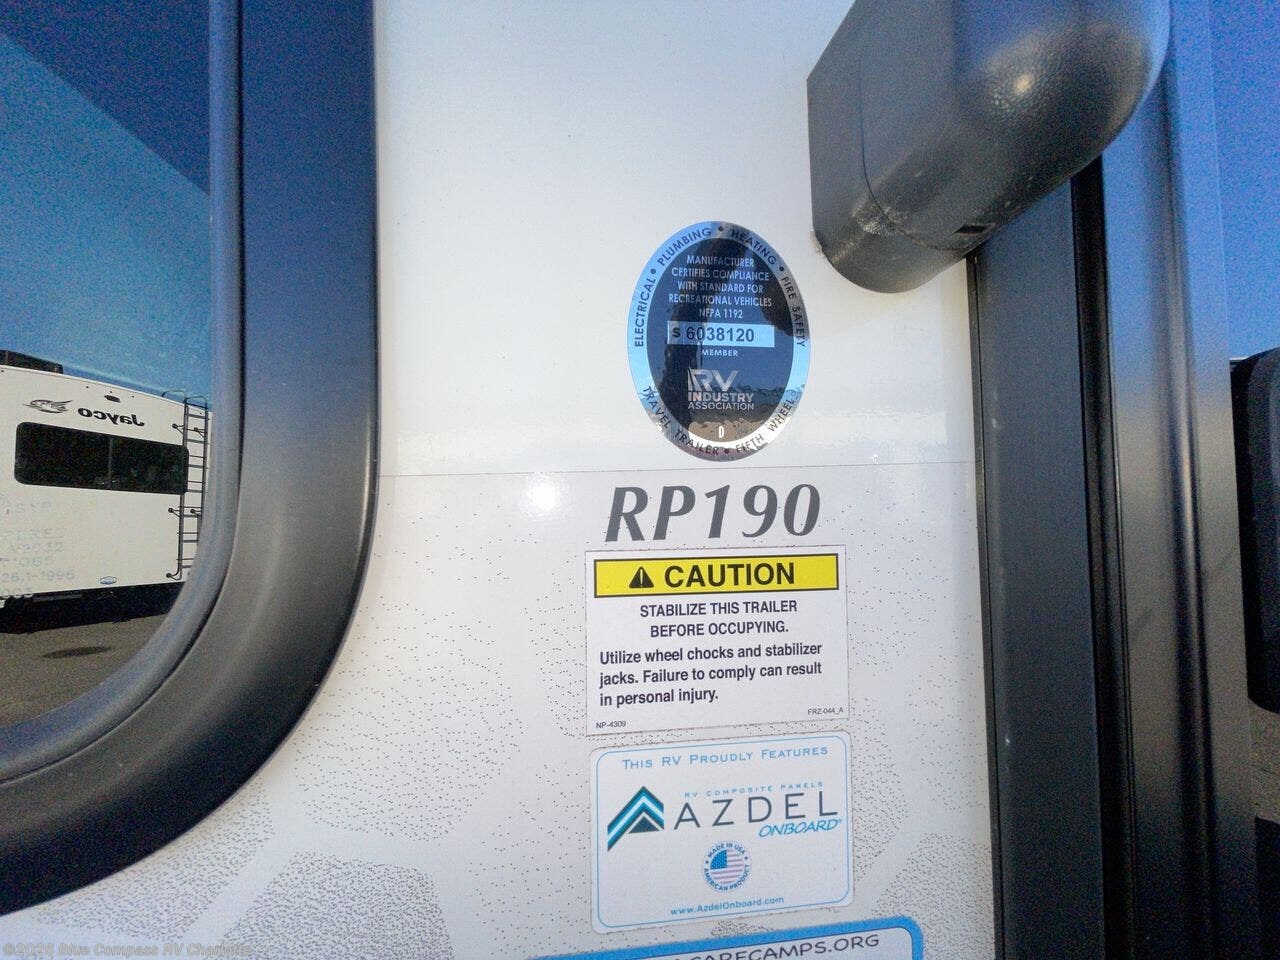 ELECTRICAL • PLUMBING • HEATING • FIRE SAFETY
MANUFACTURER
CERTIFIES COMPLIANCE
WITH STANDARD FOR
RECREATIONAL VEHICLES
NFPA 1192
S 6038120
MEMBER
RV
INDUSTRY
ASSOCIATION
D
TRAVEL TRAILER • FIFTH WHEEL
Jayco
RP190
CAUTION
STABILIZE THIS TRAILER
BEFORE OCCUPYING.
Utilize wheel chocks and stabilizer
jacks. Failure to comply can result
in personal injury.
NP-4309
FRZ-044_A
THIS RV PROUDLY FEATURES
RV COMPOSITE PANELS
AZDEL
ONBOARD®
MADE IN USA
AMERICAN PRODUCT
www.AzdelOnboard.com
CARECAMPS.ORG
©2026 Blue Compass RV Charlotte